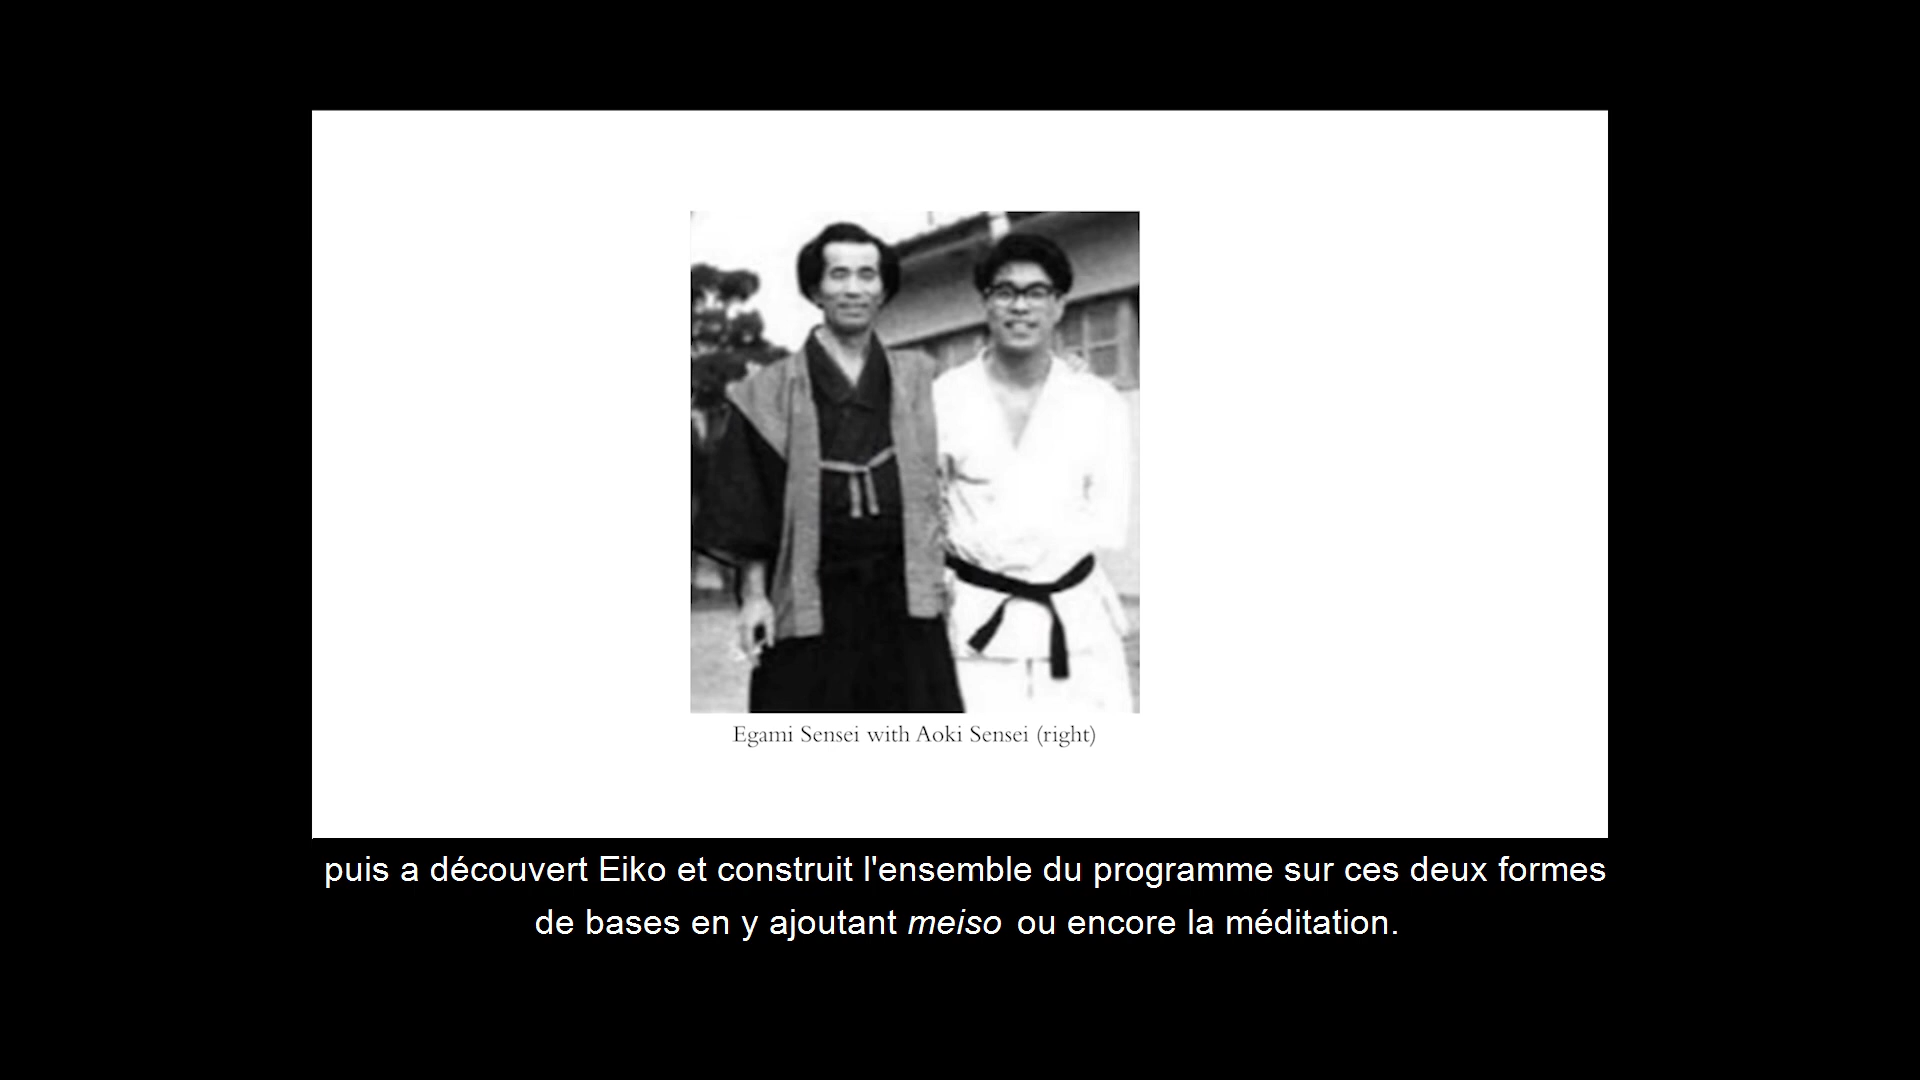 Egami Sensei with Aoki Sensei (right)
puis a découvert Eiko et construit l'ensemble du programme sur ces deux formes
de bases en y ajoutant meiso ou encore la méditation.